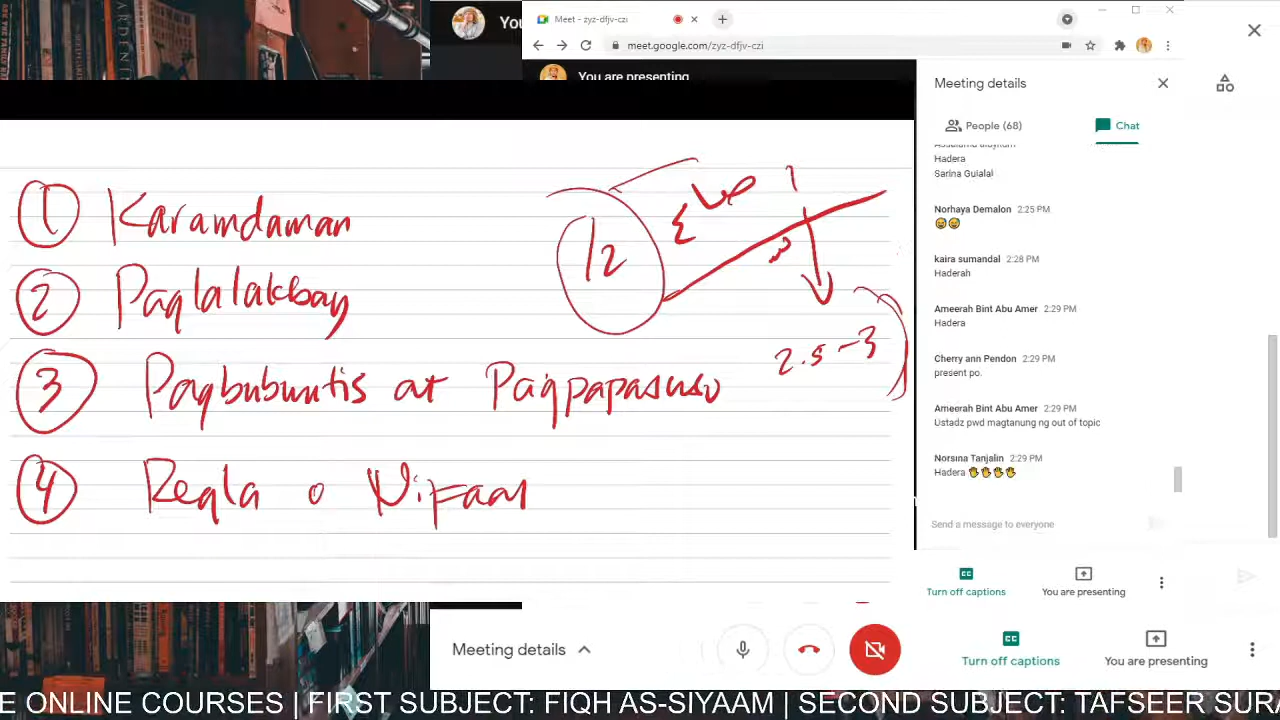 You
Meet - zyz-dfjv-czi
meet.google.com/zyz-dfjv-czi
You are presenting
Meeting details
People (68)
Chat
Hadera
Sarina Guialal
Norhaya Demalon 2:25 PM
😅😅
kaira sumandal 2:28 PM
Haderah
Ameerah Bint Abu Amer 2:29 PM
Hadera
Cherry ann Pendon 2:29 PM
present po.
Ameerah Bint Abu Amer 2:29 PM
Ustadz pwd magtanung ng out of topic
Norsina Tanjalin 2:29 PM
Hadera ✋✋✋✋
Send a message to everyone
CC
Turn off captions
You are presenting
1 Karamdaman
2 Paglalakbay
3 Pagbubuntis at Pagpapasuso
4 Regla o Nifaas
12
2.5 - 3
Meeting details
CC
Turn off captions
You are presenting
E ONLINE COURSES | FIRST SUBJECT: FIQH AS-SIYAAM | SECOND SUBJECT: TAFSEER SURA